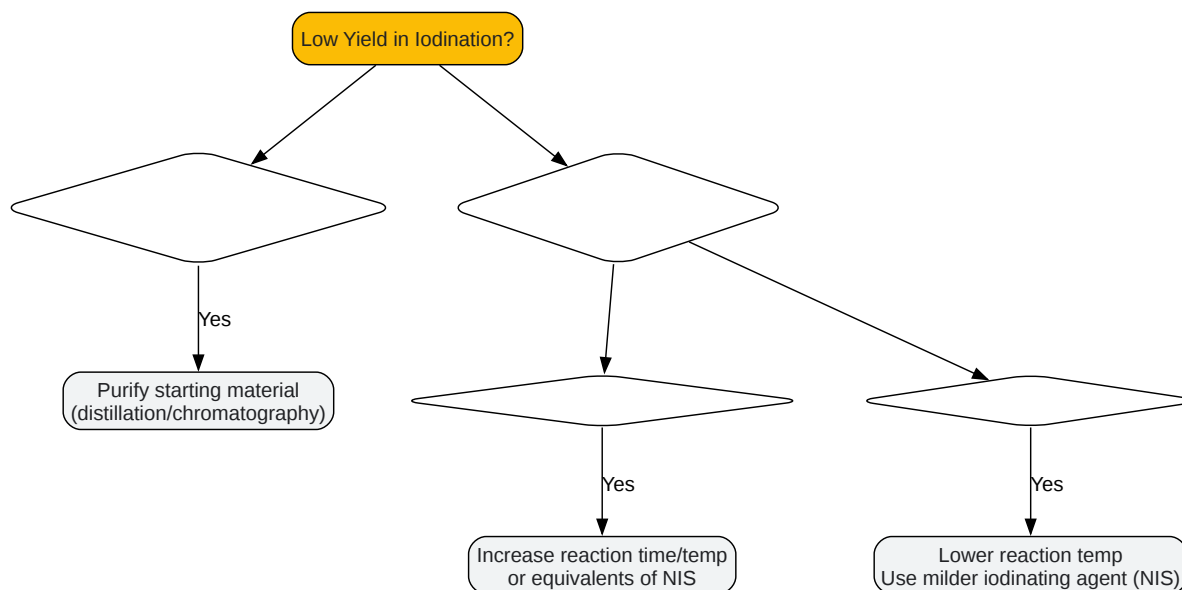 Low Yield in Iodination?
Yes
Purify starting material
(distillation/chromatography)
Yes
Yes
Increase reaction time/temp
or equivalents of NIS
Lower reaction temp
Use milder iodinating agent (NIS)